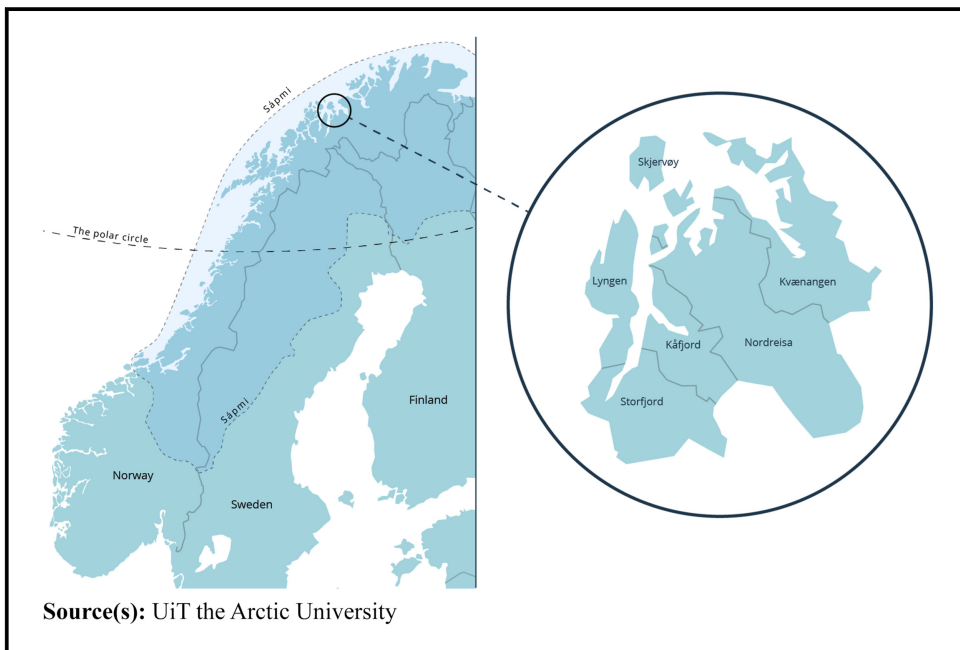 Sápmi
The polar circle
Sápmi
Norway
Sweden
Finland
Skjervøy
Lyngen
Kvænangen
Kåfjord
Nordreisa
Storfjord
Source(s): UiT the Arctic University